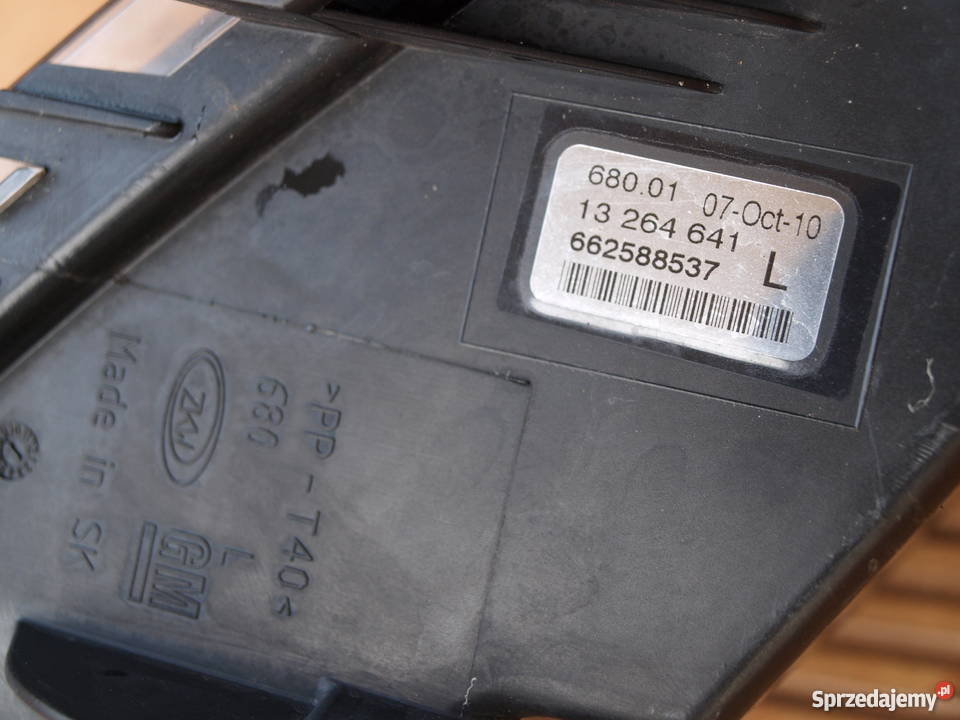 680.01 07-Oct-10
13 264 641
662588537 L
>PP-T40<
680 L
ZKW GM
Made in SK
Sprzedajemy.pl